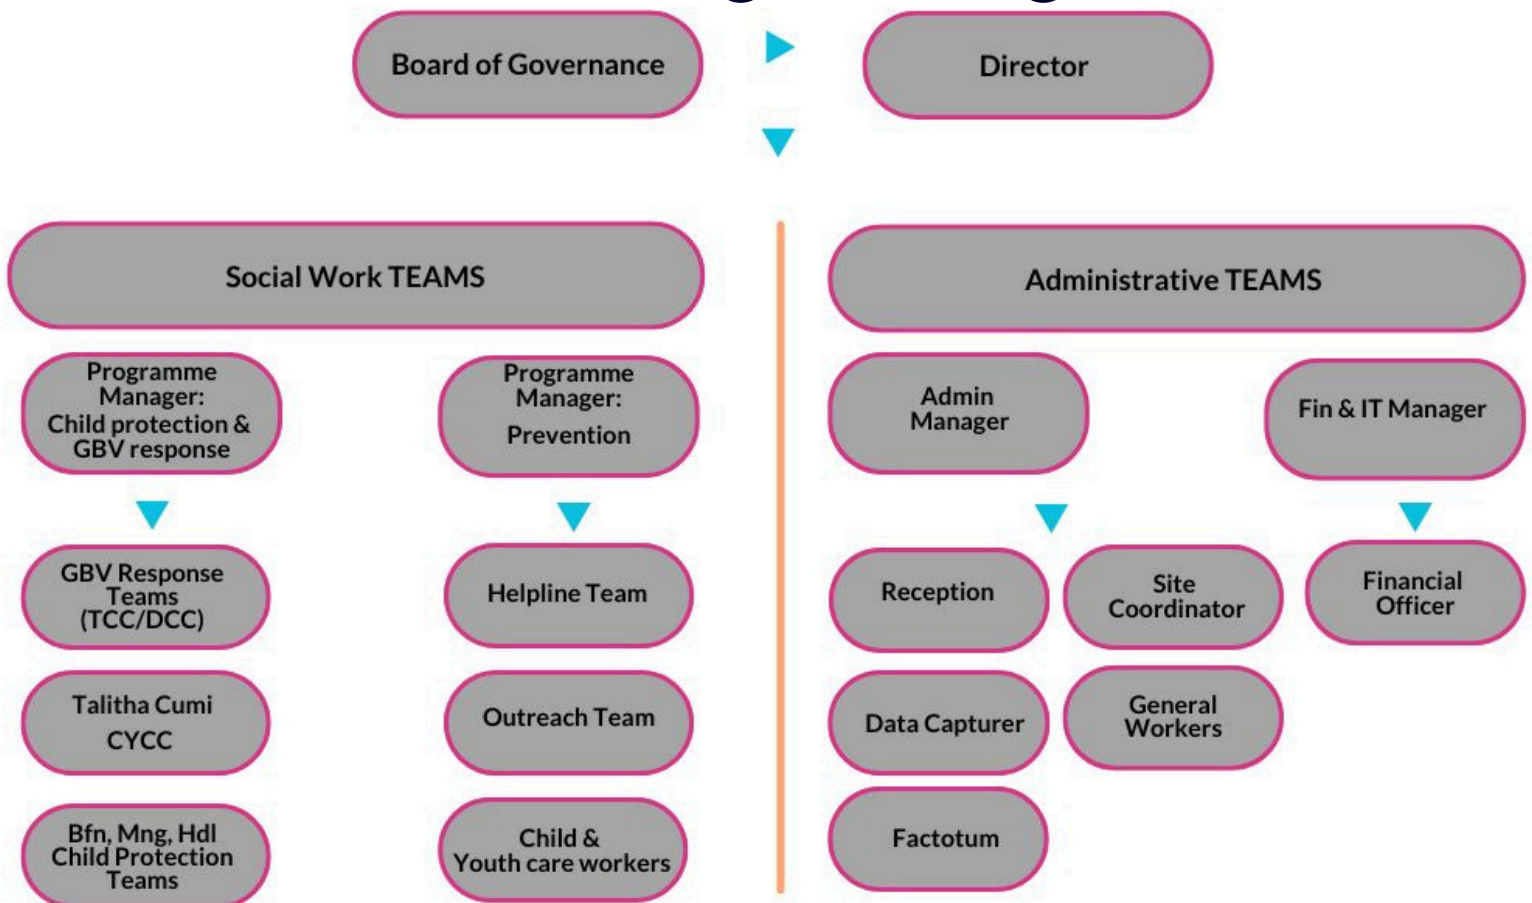 Board of Governance
Director
Social Work TEAMS
Administrative TEAMS
Programme
Manager:
Child protection &
GBV response
Programme
Manager:
Prevention
Admin
Manager
Fin & IT Manager
GBV Response
Teams
(TCC/DCC)
Helpline Team
Reception
Site
Coordinator
Financial
Officer
Talitha Cumi
CYCC
Outreach Team
Data Capturer
General
Workers
Bfn, Mng, Hdl
Child Protection
Teams
Child &
Youth care workers
Factotum